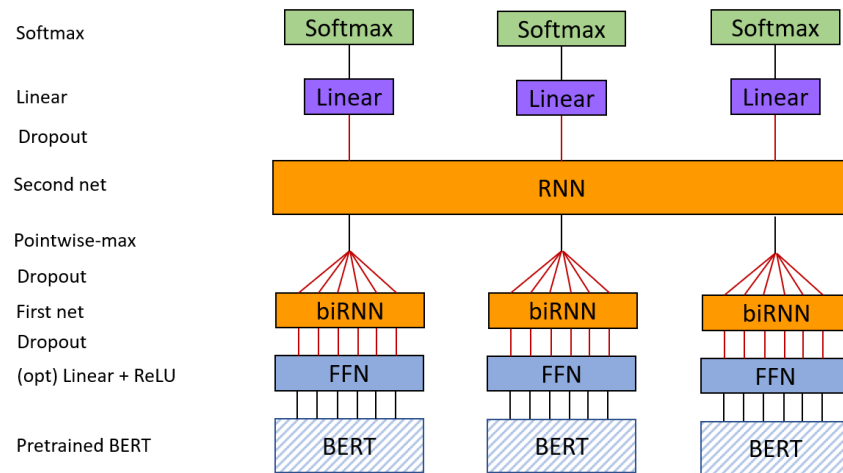 Softmax Softmax Softmax Softmax
Linear Linear Linear Linear
Dropout
Second net RNN
Pointwise-max
Dropout
First net biRNN biRNN biRNN
Dropout
(opt) Linear + ReLU FFN FFN FFN
Pretrained BERT BERT BERT BERT